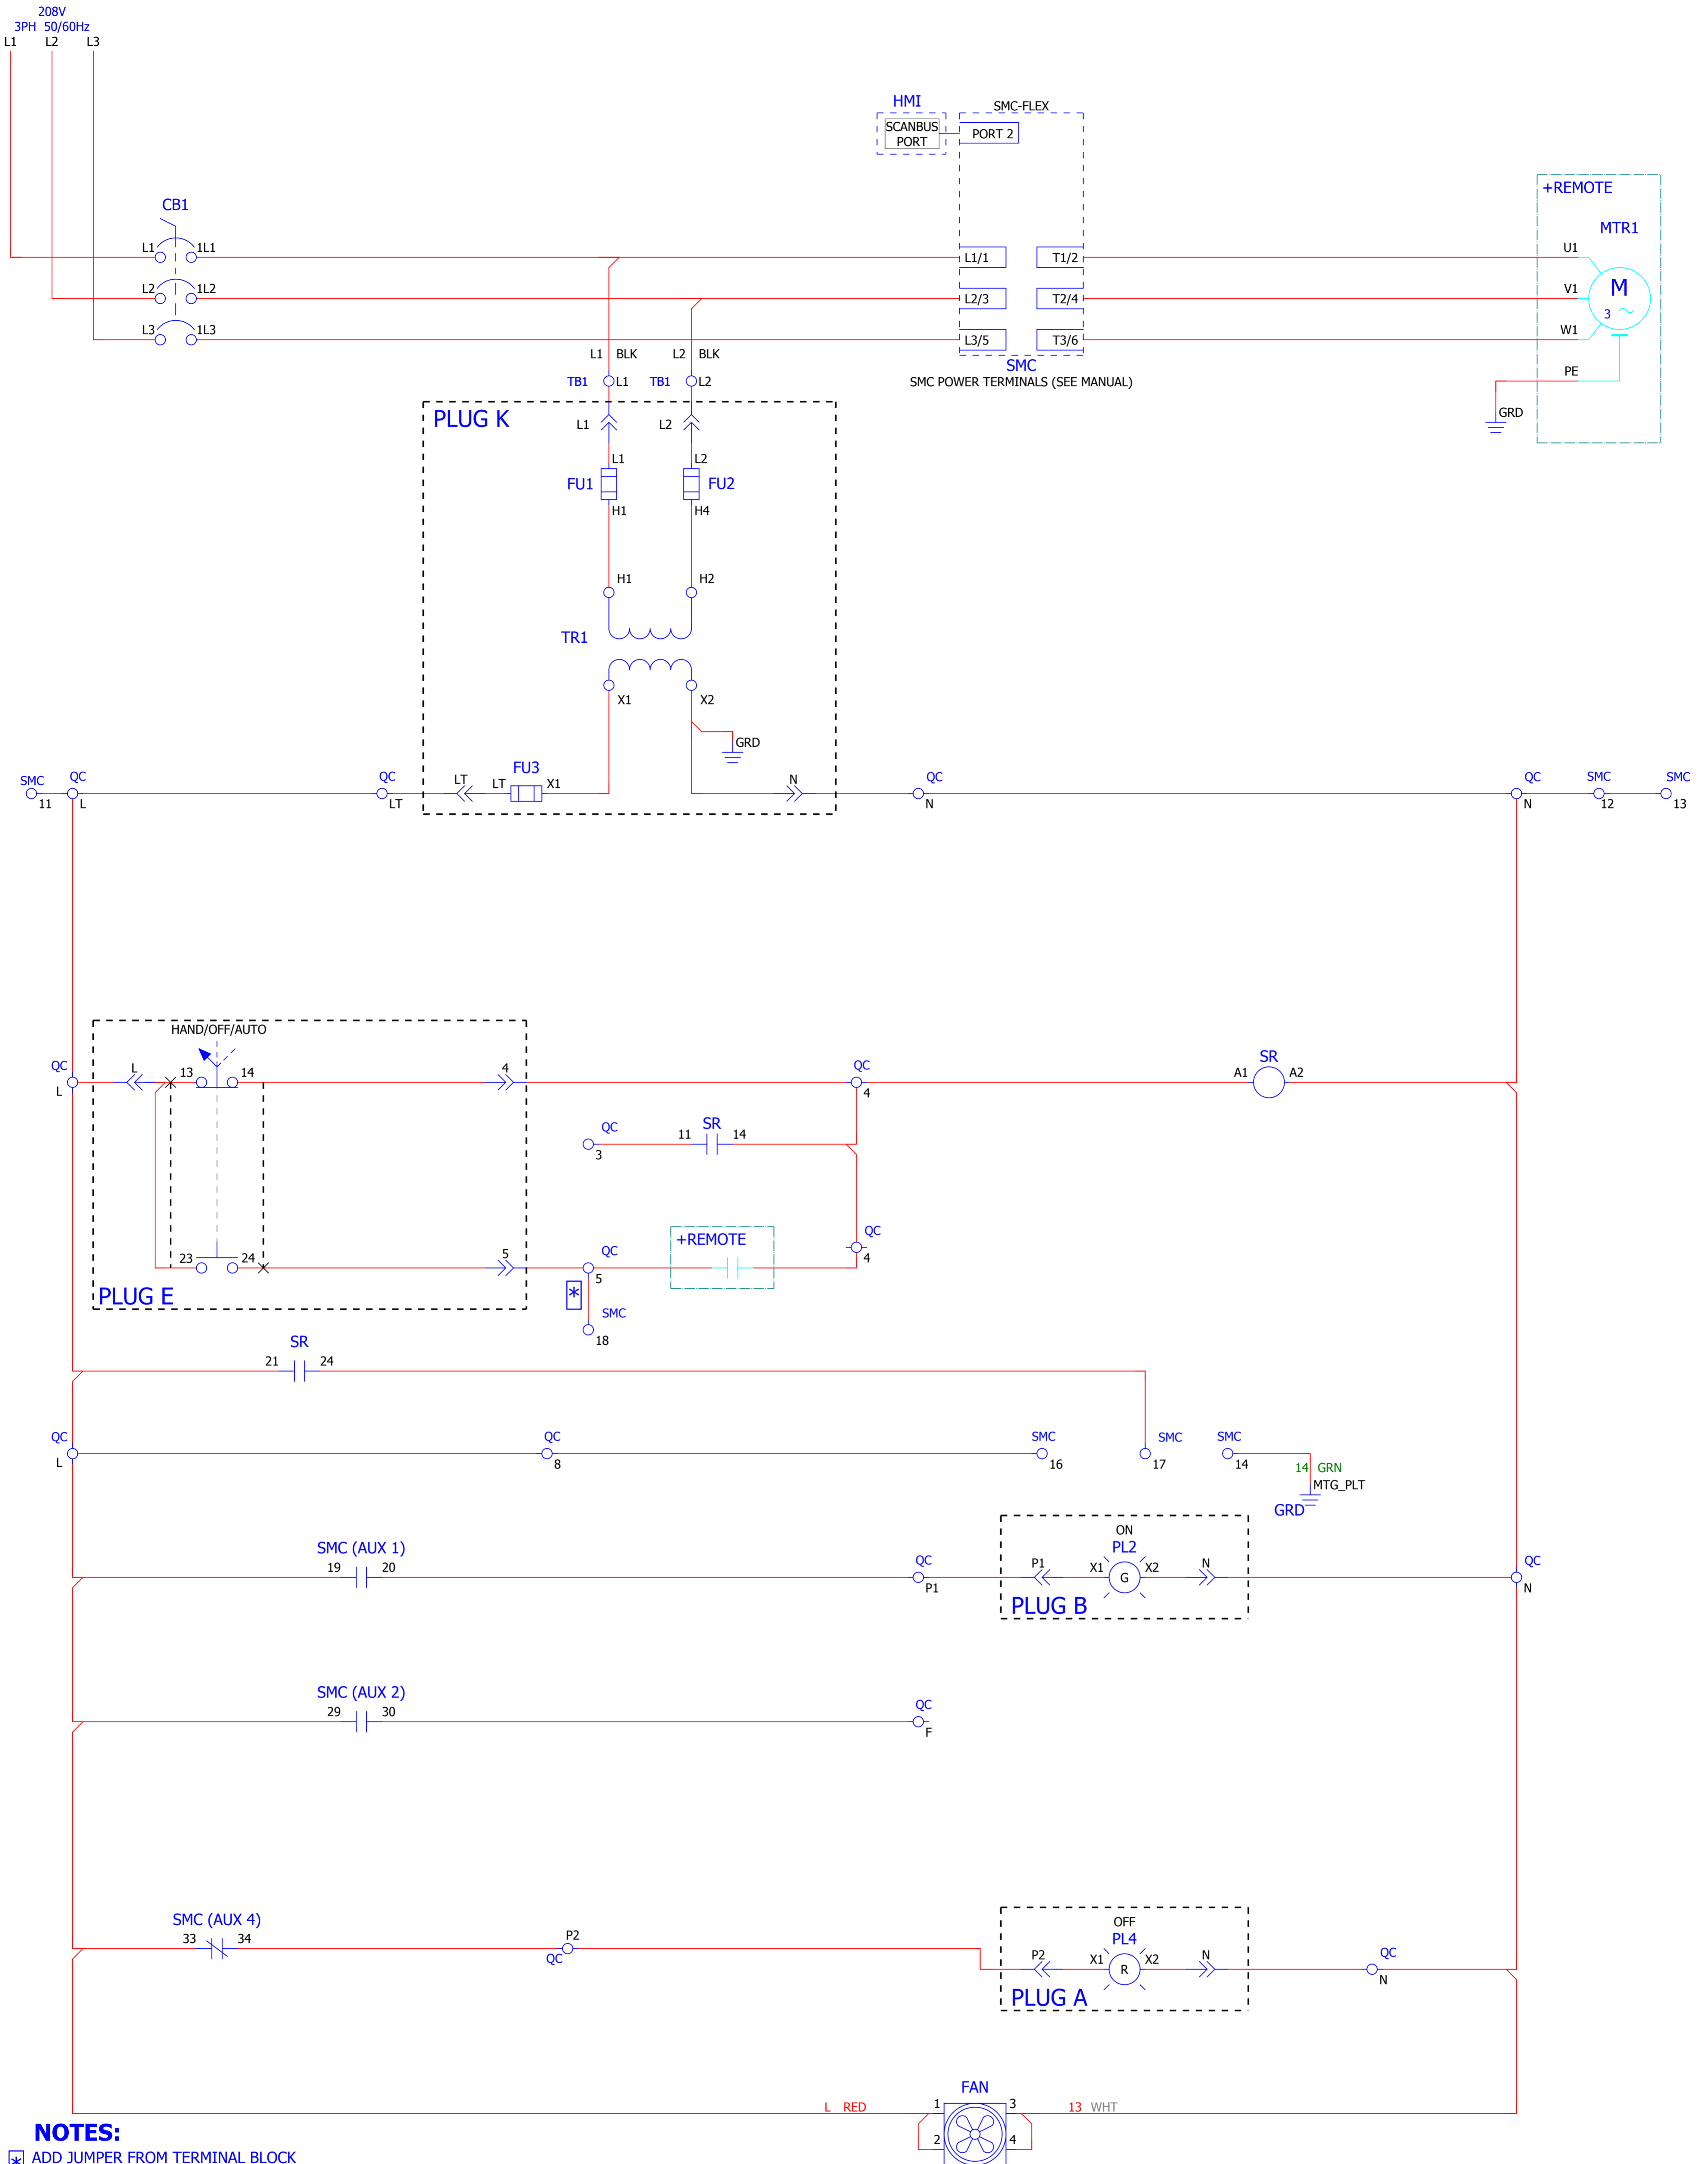 208V
3PH 50/60Hz
L1 L2 L3
HMI
SMC-FLEX
SCANBUS
PORT
PORT 2
+REMOTE
MTR1
CB1
L1 1L1
L1/1 T1/2
U1
L2 1L2
L2/3 T2/4
V1
M
3
L3 1L3
L3/5 T3/6
W1
SMC
SMC POWER TERMINALS (SEE MANUAL)
PE
GRD
L1 BLK L2 BLK
TB1 L1 TB1 L2
PLUG K
L1 L2
L1 L2
FU1 FU2
H1 H4
H1 H2
TR1
X1 X2
GRD
SMC QC QC
LT LT FU3 X1
N
QC
QC SMC SMC
11 L LT
N
N 12 13
HAND/OFF/AUTO
QC
L 13 14
4
QC
SR
A1 A2
L
4
QC
11 SR 14
3
QC
4
+REMOTE
23 24
5
QC
5
PLUG E
*
SMC
18
SR
21 24
QC QC SMC SMC SMC
L 8 16 17 14
14 GRN
MTG_PLT
GRD
ON
PL2
SMC (AUX 1)
19 20
QC
P1
P1 X1 G X2 N
PLUG B
QC
N
SMC (AUX 2)
29 30
QC
F
SMC (AUX 4)
33 34
P2
QC
OFF
PL4
P2 X1 R X2 N
PLUG A
QC
N
FAN
L RED
1 3
13 WHT
2 4
NOTES:
* ADD JUMPER FROM TERMINAL BLOCK